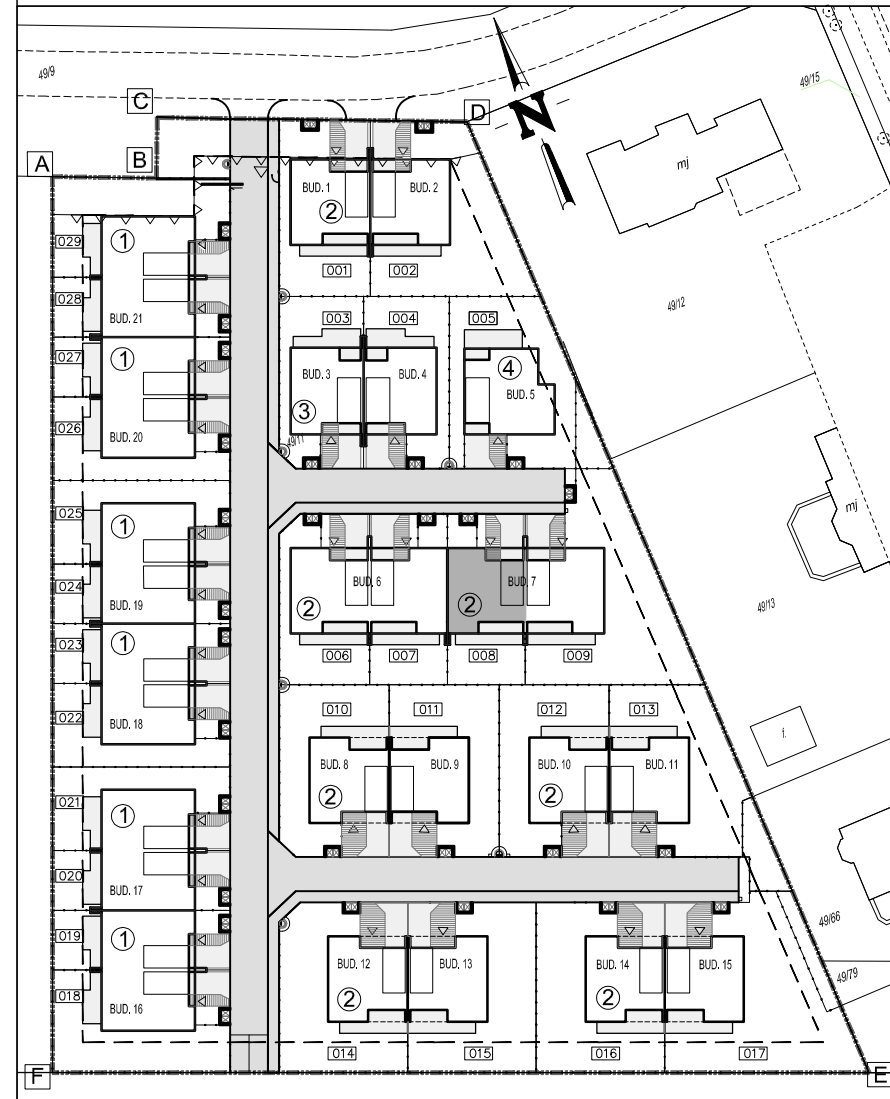 49/9
49/15
C
D
N
B
A
mj
BUD. 1
BUD. 2
2
029
1
001
002
028
49/12
BUD. 21
003
004
005
027
1
BUD. 3
BUD. 4
4
BUD. 5
3
026
BUD. 20
49/11
mj
025
1
BUD. 6
BUD. 7
024
BUD. 19
2
2
49/13
023
1
006
007
008
009
022
BUD. 18
010
011
012
013
f.
BUD. 8
BUD. 9
BUD. 10
BUD. 11
021
1
2
2
020
BUD. 17
019
1
49/66
BUD. 12
BUD. 13
BUD. 14
BUD. 15
49/79
018
BUD. 16
2
2
014
015
016
017
F
E